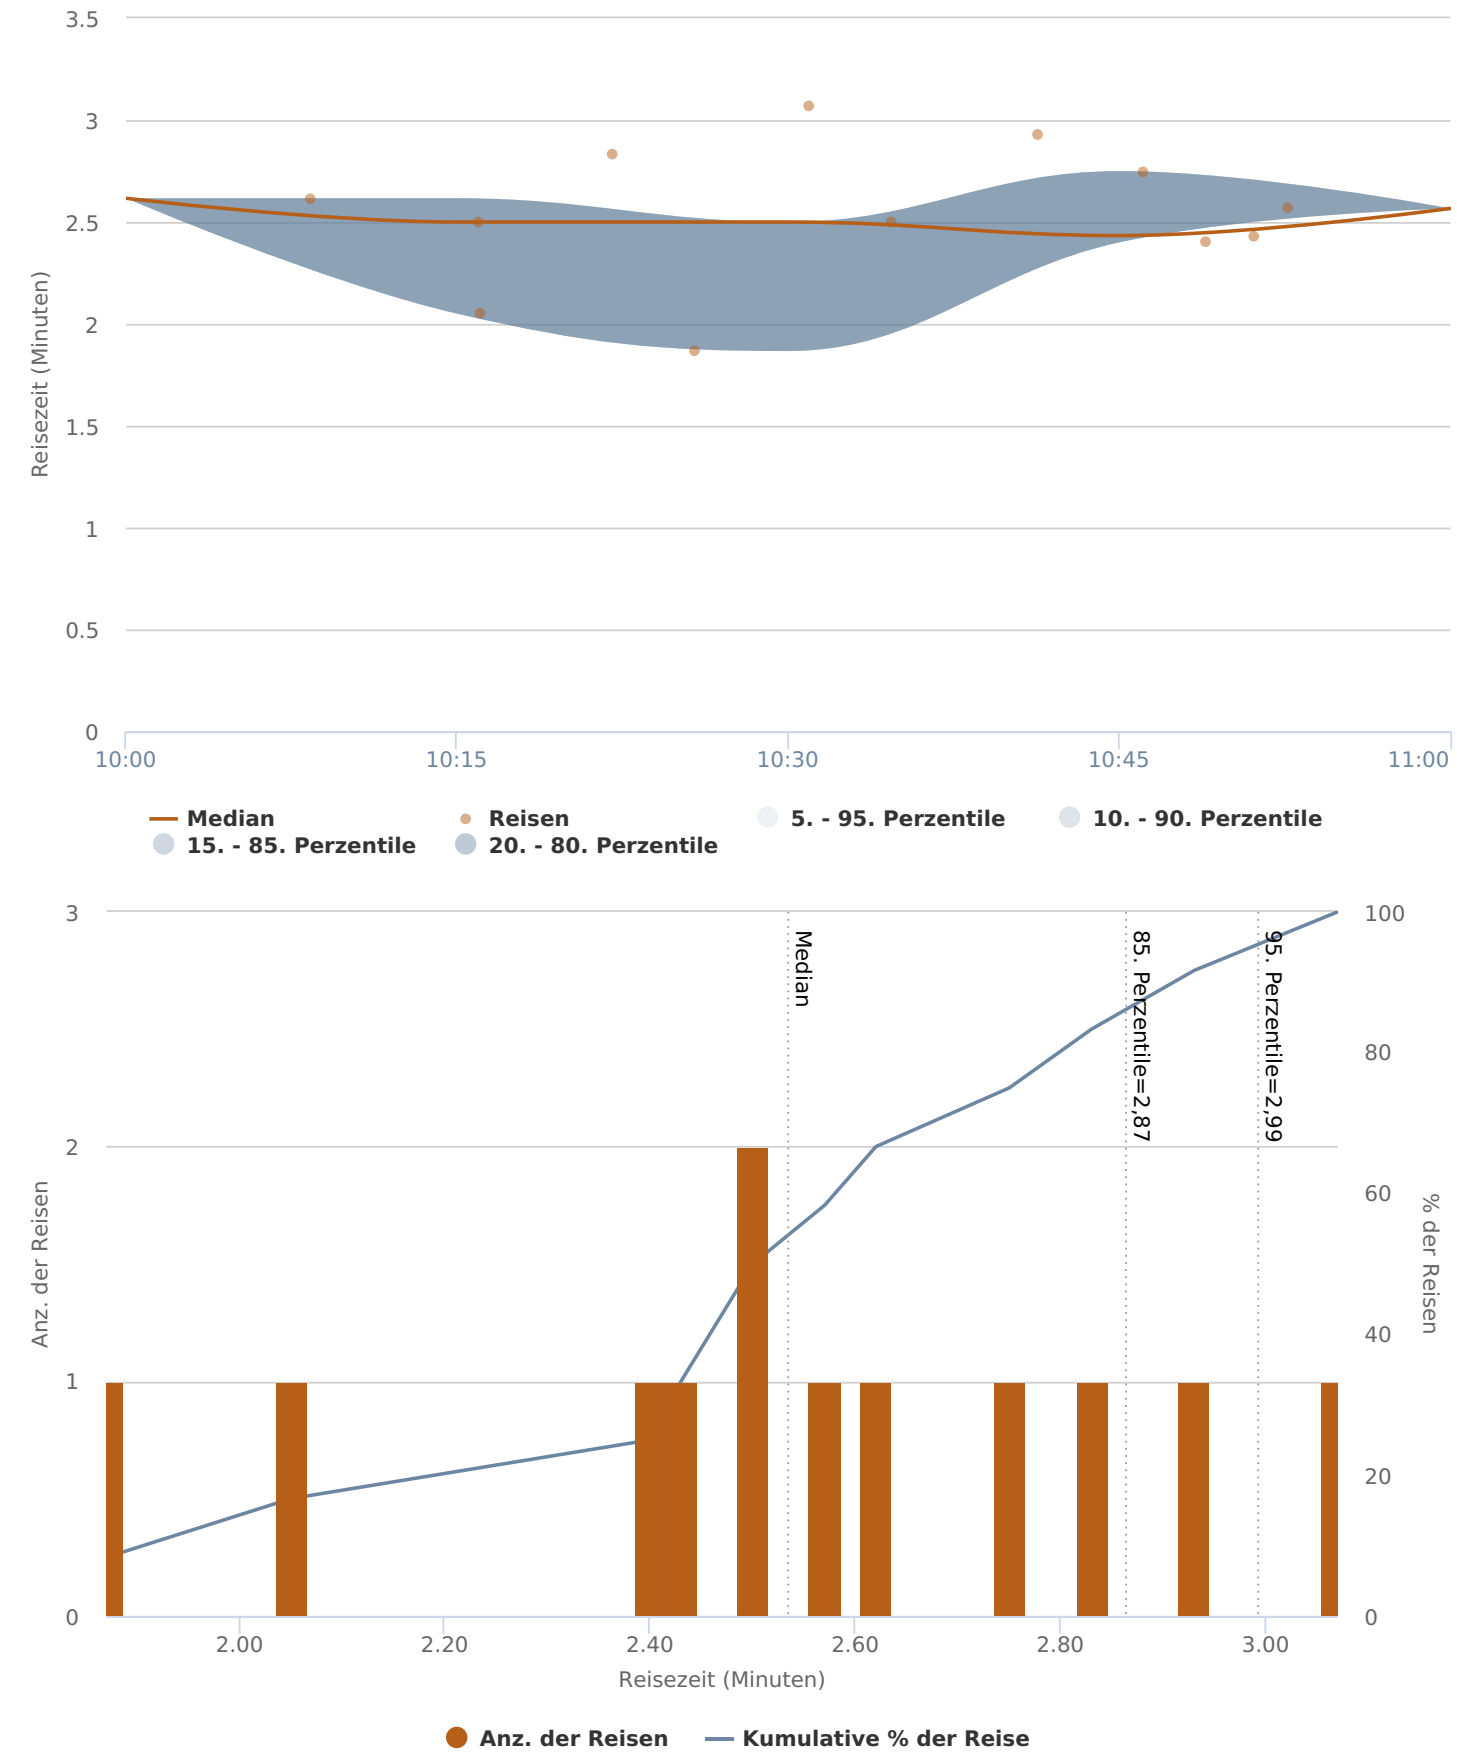 3.5
3
2.5
2
1.5
1
0.5
0
Reisezeit (Minuten)
10:00 10:15 10:30 10:45 11:00
Median Reisen 5. - 95. Perzentile 10. - 90. Perzentile
15. - 85. Perzentile 20. - 80. Perzentile
3
2
1
0
Anz. der Reisen
Median
85. Perzentile=2,87
95. Perzentile=2,99
100
80
60
40
20
0
% der Reisen
2.00 2.20 2.40 2.60 2.80 3.00
Reisezeit (Minuten)
Anz. der Reisen Kumulative % der Reise